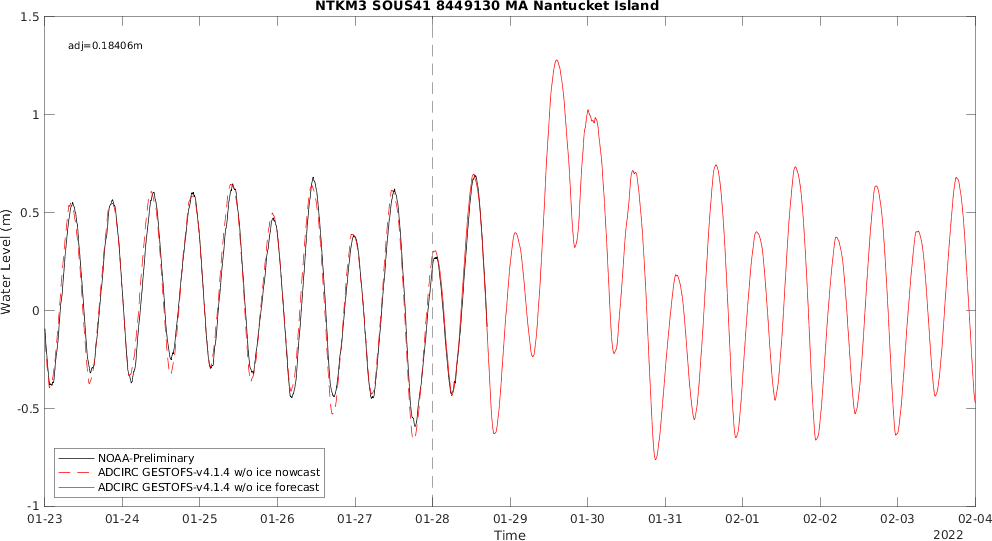 NTKM3 SOUS41 8449130 MA Nantucket Island
1.5
adj=0.18406m
1
0.5
Water Level (m)
0
-0.5
NOAA-Preliminary
ADCIRC GESTOFS-v4.1.4 w/o ice nowcast
ADCIRC GESTOFS-v4.1.4 w/o ice forecast
-1
01-23 01-24 01-25 01-26 01-27 01-28 01-29 01-30 01-31 02-01 02-02 02-03 02-04
Time
2022